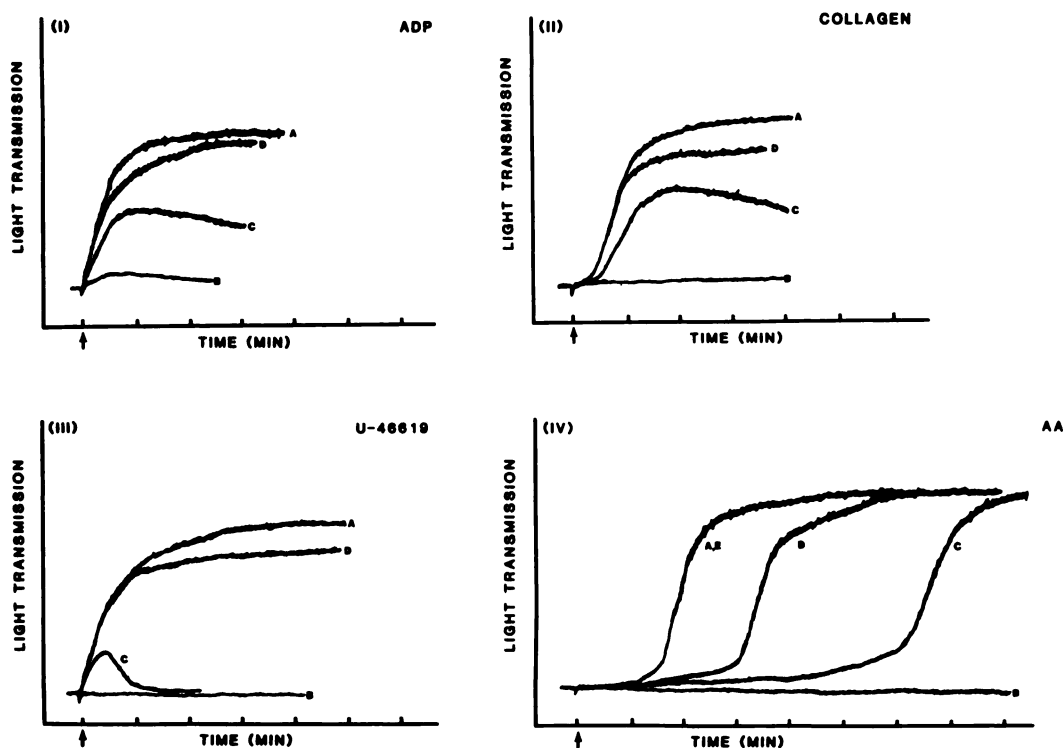 (I)
ADP
LIGHT TRANSMISSION
A
D
C
B
TIME (MIN)
(II)
COLLAGEN
LIGHT TRANSMISSION
A
D
C
B
TIME (MIN)
(III)
U-46619
LIGHT TRANSMISSION
A
D
C
B
TIME (MIN)
(IV)
AA
LIGHT TRANSMISSION
A,E
D
C
B
TIME (MIN)